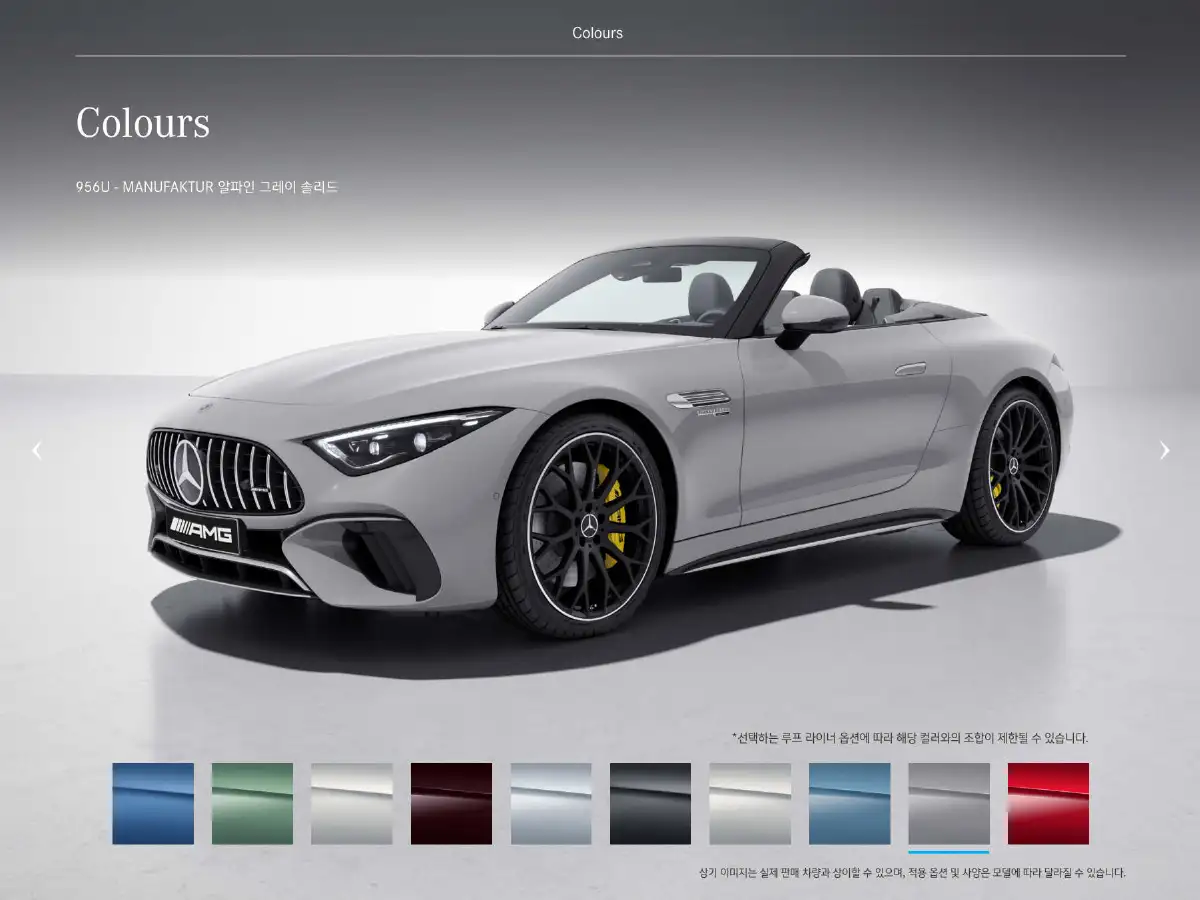 Colours
Colours
956U - MANUFAKTUR 알파인 그레이 솔리드
AMG
*선택하는 루프 라이너 옵션에 따라 해당 컬러와의 조합이 제한될 수 있습니다.
상기 이미지는 실제 판매 차량과 상이할 수 있으며, 적용 옵션 및 사양은 모델에 따라 달라질 수 있습니다.